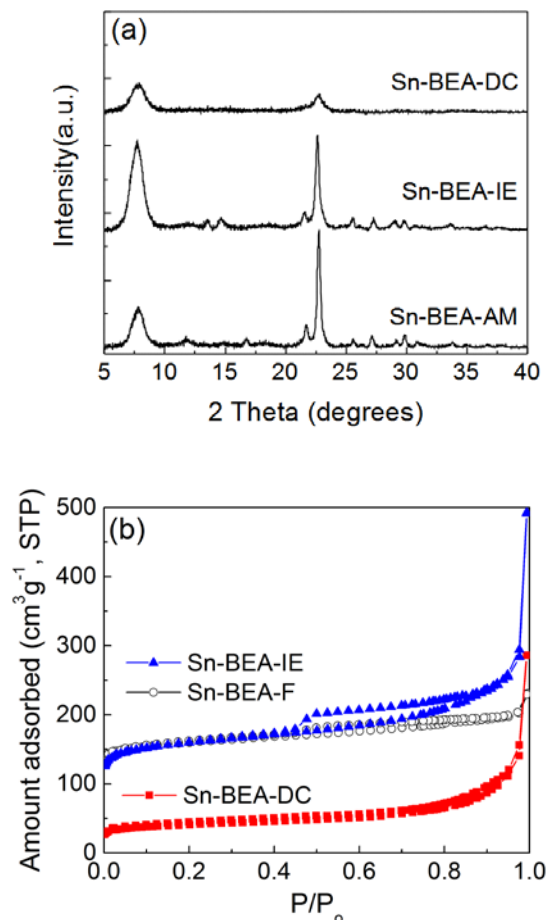 (a)
Sn-BEA-DC
Sn-BEA-IE
Sn-BEA-AM
Intensity(a.u.)
5 10 15 20 25 30 35 40
2 Theta (degrees)
(b)
500
400
300
200
100
0
Sn-BEA-IE
Sn-BEA-F
Sn-BEA-DC
Amount adsorbed (cm³g⁻¹, STP)
0.0 0.2 0.4 0.6 0.8 1.0
P/P₀